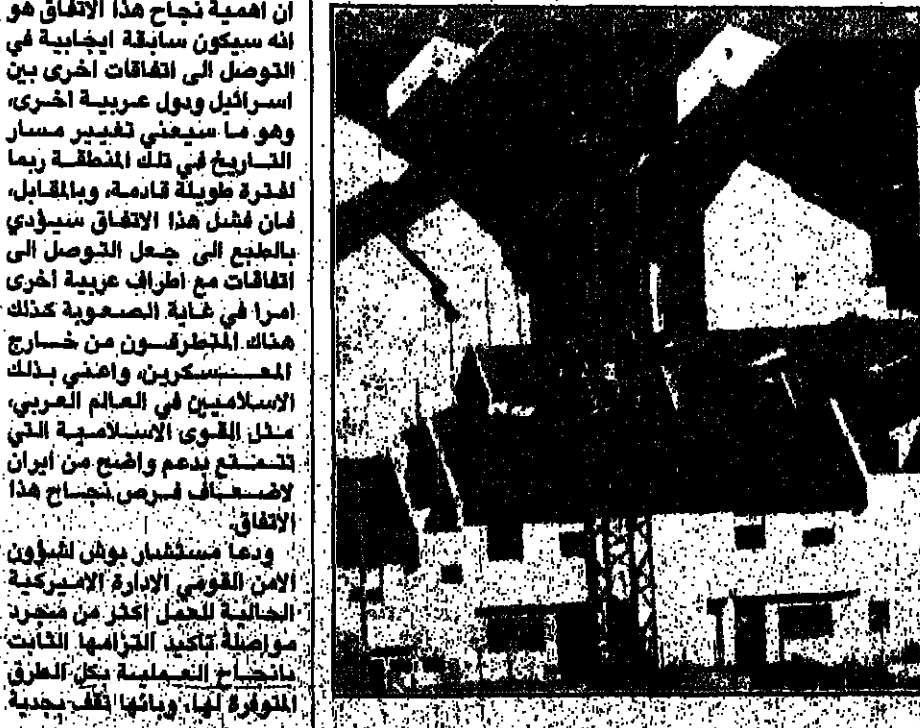 ان اهمية نجاح هذا الاتفاق هو
انه سيكون سابقة ايجابية في
التوصل الى اتفاقات اخرى بين
اسرائيل ودول عربية اخرى،
وهو ما سيعني تغيير مسار
التاريخ في تلك المنطقة ربما
لفترة طويلة قادمة، وبالمقابل،
فان فشل هذا الاتفاق سيؤدي
بالطبع الى جعل التوصل الى
اتفاقات مع اطراف عربية اخرى
امرا في غاية الصعوبة كذلك
هناك المتطرفون من خارج
المعسكرين، واعني بذلك
الاسلاميين في العالم العربي،
مثل القوى الاسلامية التي
تتمتع بدعم واضح من ايران
لاضعاف فرص نجاح هذا
الاتفاق.
ودعا مستشار بوش لشؤون
الامن القومي الادارة الاميركية
الحالية للعمل اكثر من مجرد
مواصلة تاكيد التزامها الثابت
بانجاح العملية بكل الطرق
المتوفرة لها، وبانها تقف بجدية